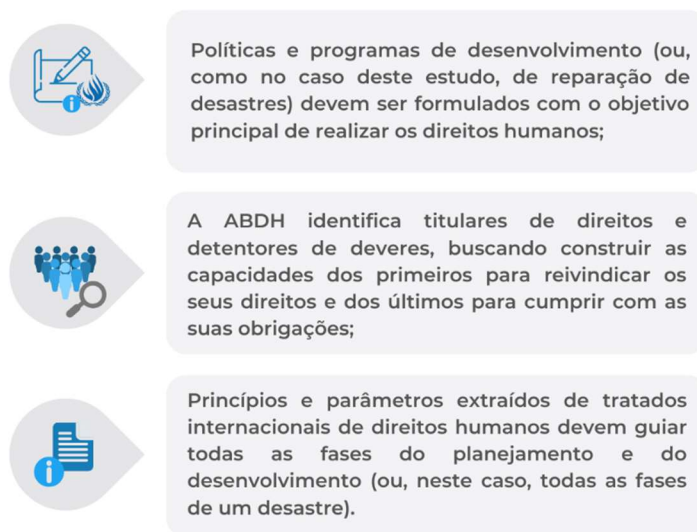 Políticas e programas de desenvolvimento (ou,
como no caso deste estudo, de reparação de
desastres) devem ser formulados com o objetivo
principal de realizar os direitos humanos;
A ABDH identifica titulares de direitos e
detentores de deveres, buscando construir as
capacidades dos primeiros para reivindicar os
seus direitos e dos últimos para cumprir com as
suas obrigações;
Princípios e parâmetros extraídos de tratados
internacionais de direitos humanos devem guiar
todas as fases do planejamento e do
desenvolvimento (ou, neste caso, todas as fases
de um desastre).